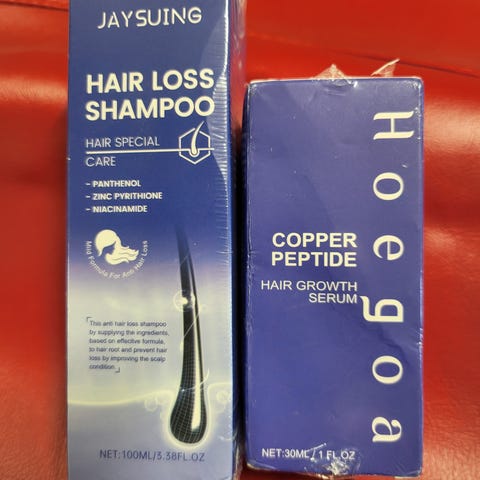 JAYSUING
HAIR LOSS
SHAMPOO
HAIR SPECIAL
CARE
- PANTHENOL
- ZINC PYRITHIONE
- NIACINAMIDE
Mild Formula For Anti Hair Loss
This anti hair loss shampoo
by supplying the ingredients,
based on effective formula,
to hair root and prevent hair
loss by improving the scalp
condition.
NET:100ML/3.38FL.OZ
Hoegoa
COPPER
PEPTIDE
HAIR GROWTH
SERUM
NET:30ML / 1 FL.OZ